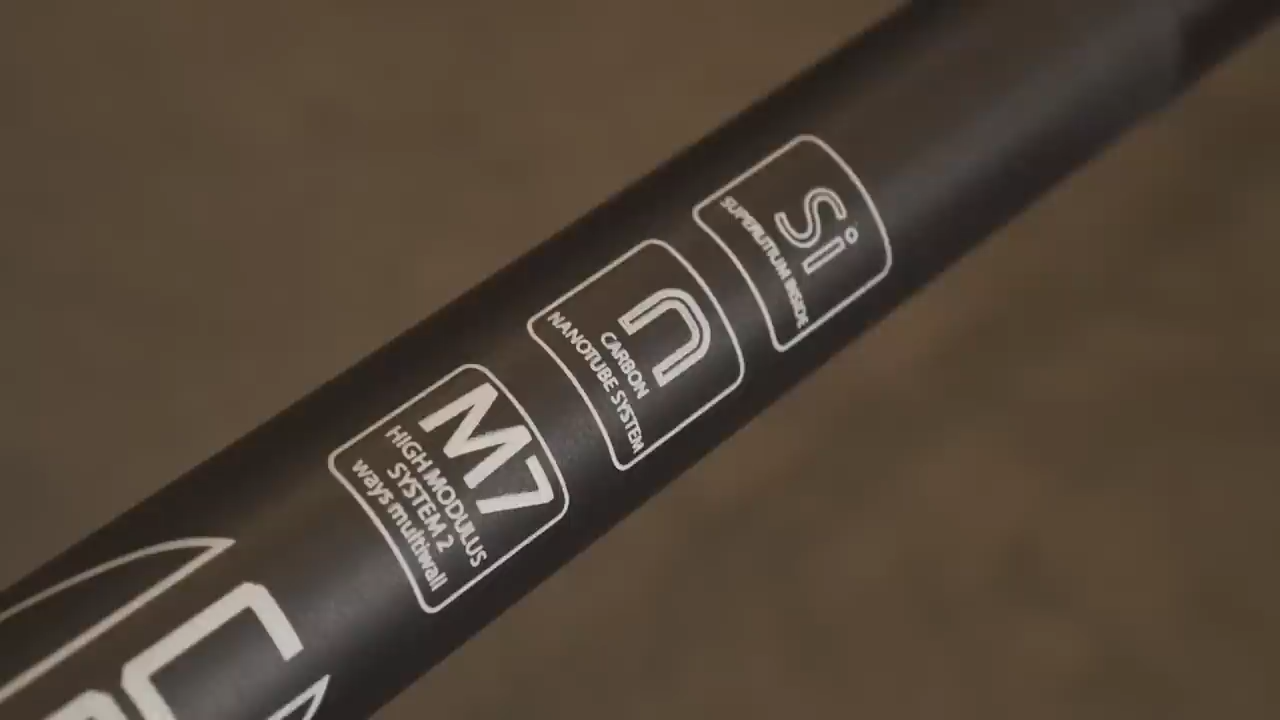 Si
SUPERLITIUM INSIDE
n
CARBON
NANOTUBE SYSTEM
M7
HIGH MODULUS
SYSTEM 2
ways multiwall